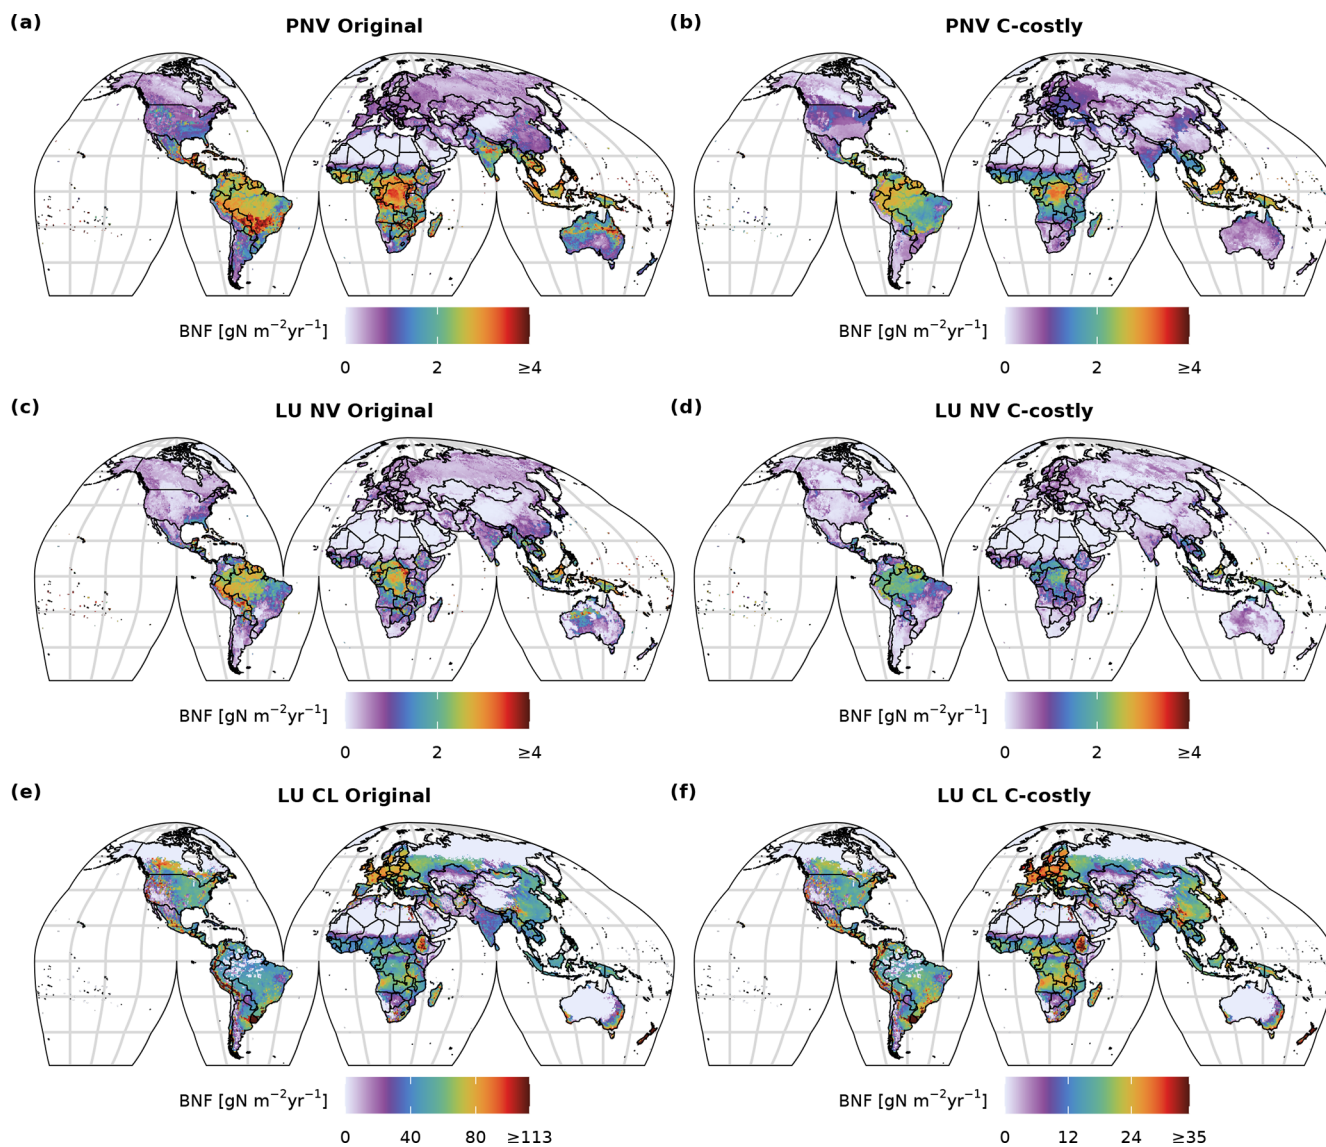 (a) PNV Original
(b) PNV C-costly
BNF [gN m⁻²yr⁻¹]
0 2 ≥4
BNF [gN m⁻²yr⁻¹]
0 2 ≥4
(c) LU NV Original
(d) LU NV C-costly
BNF [gN m⁻²yr⁻¹]
0 2 ≥4
BNF [gN m⁻²yr⁻¹]
0 2 ≥4
(e) LU CL Original
(f) LU CL C-costly
BNF [gN m⁻²yr⁻¹]
0 40 80 ≥113
BNF [gN m⁻²yr⁻¹]
0 12 24 ≥35